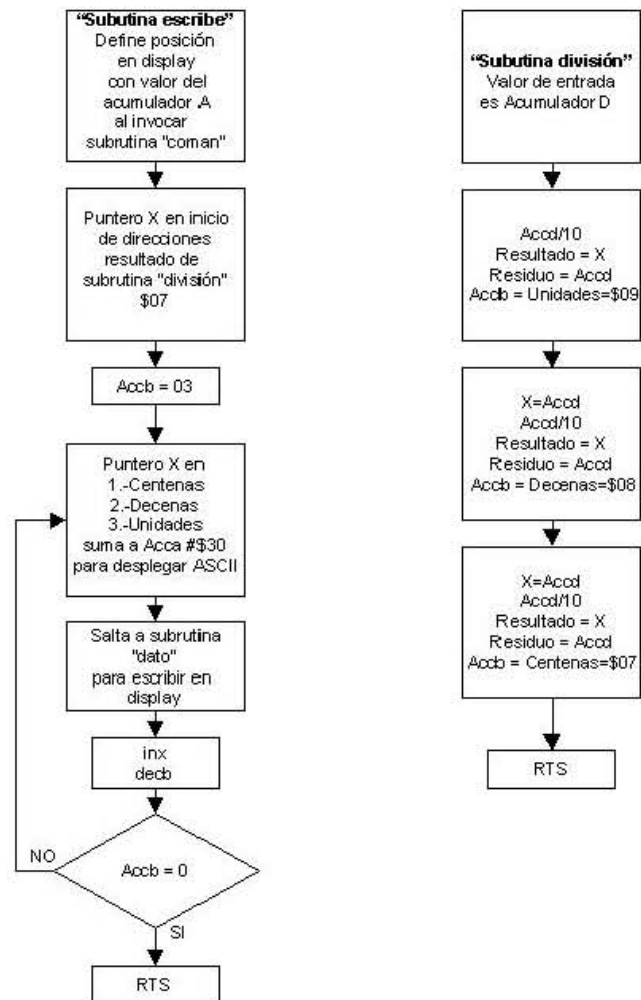 “Subutina escribe”
Define posición
en display
con valor del
acumulador .A
al invocar
subrutina "coman"
Puntero X en inicio
de direcciones
resultado de
subrutina "división"
$07
Accb = 03
Puntero X en
1.-Centenas
2.-Decenas
3.-Unidades
suma a Acca #$30
para desplegar ASCII
Salta a subrutina
"dato"
para escribir en
display
inx
decb
NO
Accb = 0
SI
RTS
“Subutina división”
Valor de entrada
es Acumulador D
Accd/10
Resultado = X
Residuo = Accd
Accb = Unidades=$09
X=Accd
Accd/10
Resultado = X
Residuo = Accd
Accb = Decenas=$08
X=Accd
Accd/10
Resultado = X
Residuo = Accd
Accb = Centenas=$07
RTS